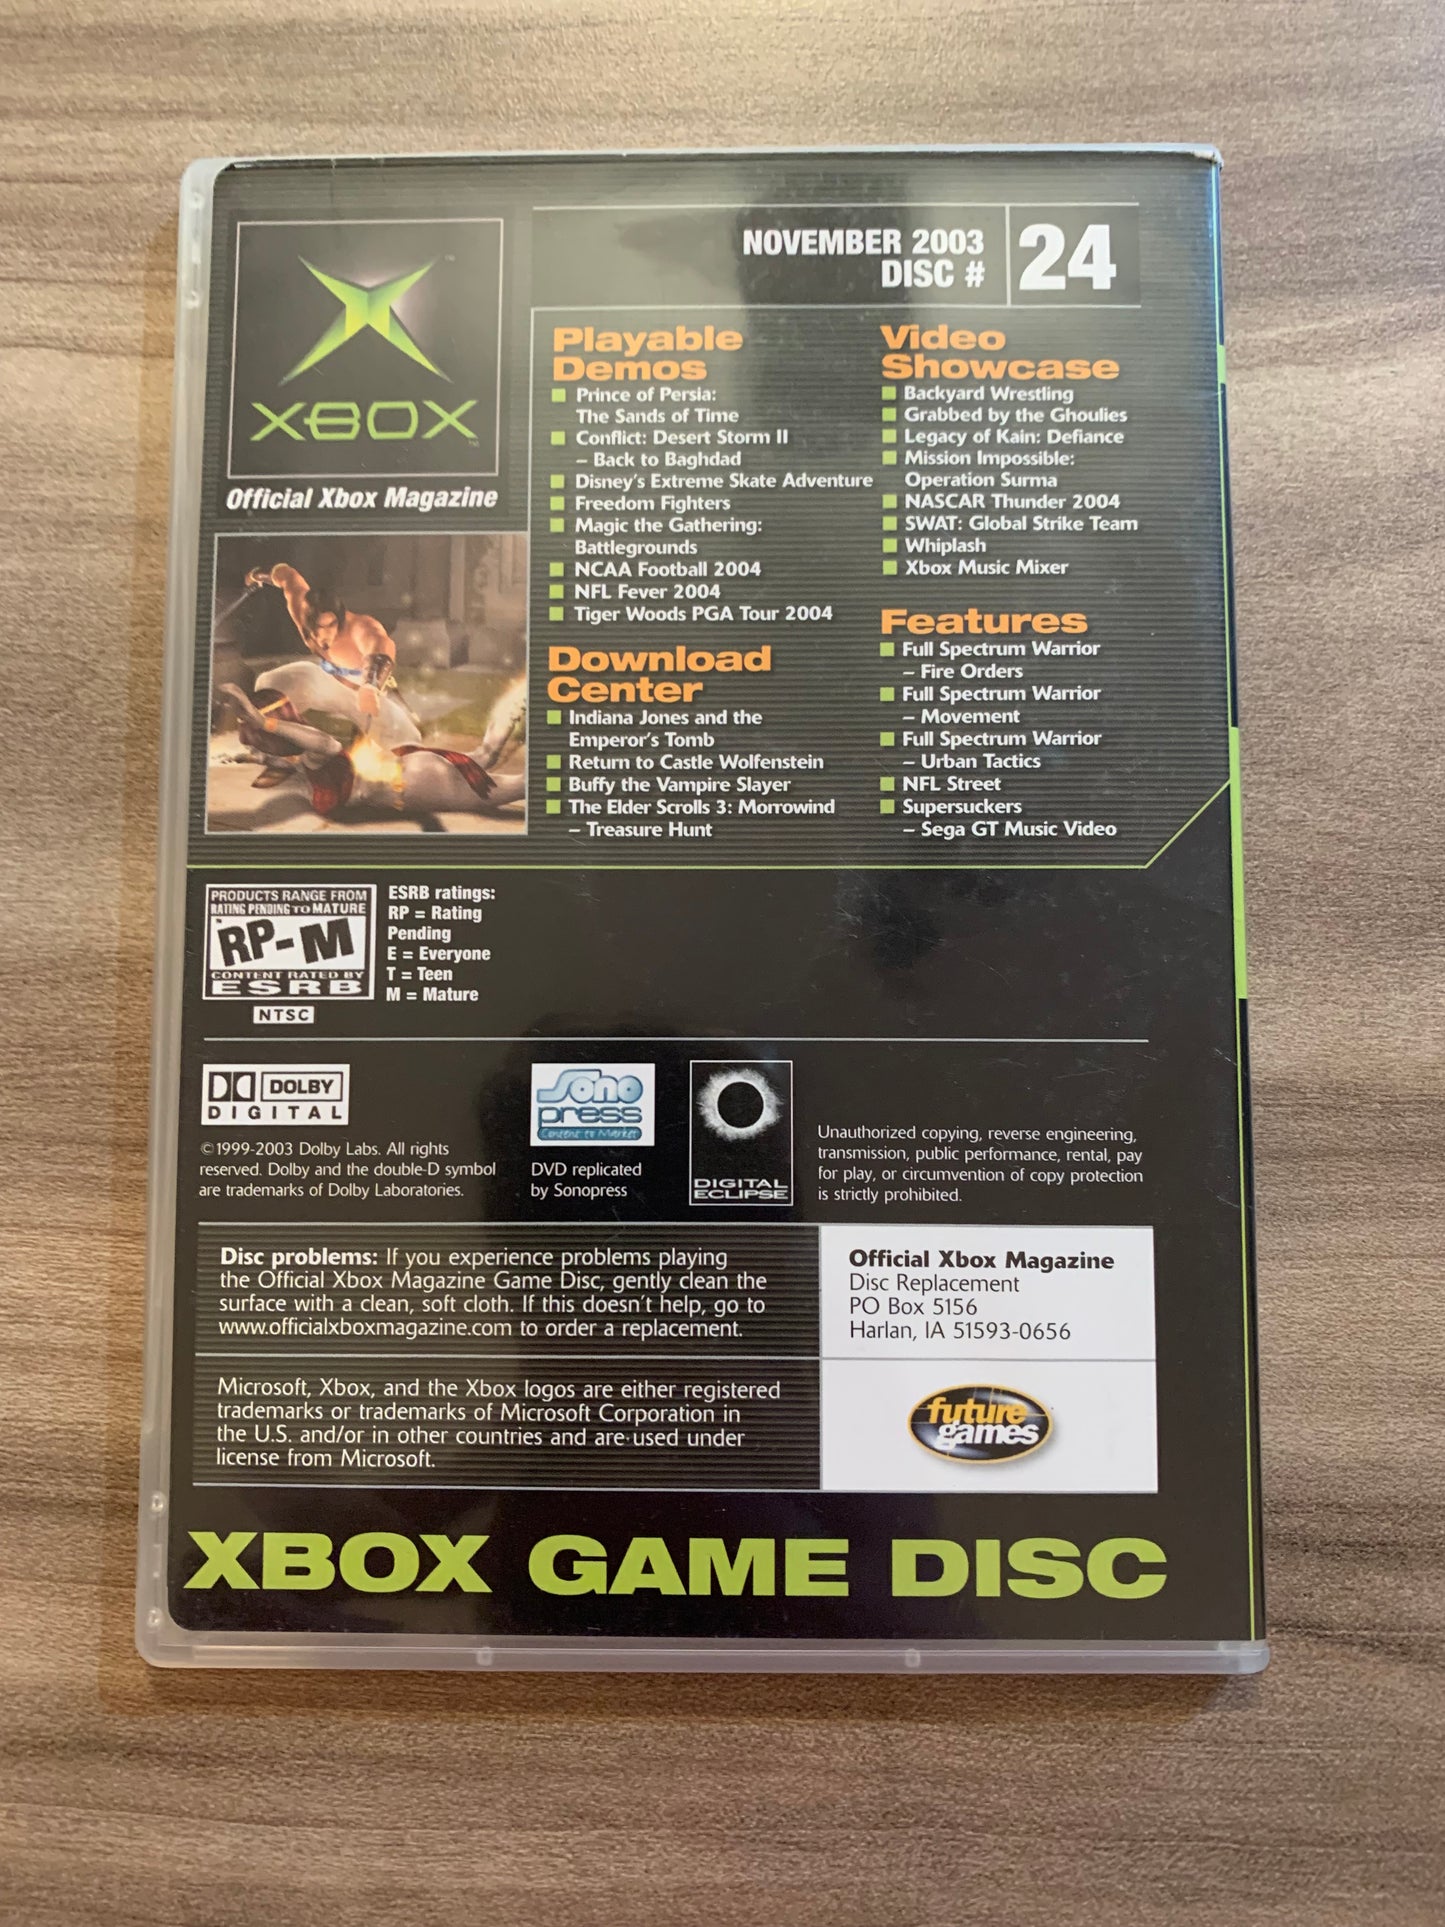 XBOX
Official Xbox Magazine
NOVEMBER 2003
DISC #
24
Playable
Demos
Prince of Persia:
The Sands of Time
Conflict: Desert Storm II
– Back to Baghdad
Disney's Extreme Skate Adventure
Freedom Fighters
Magic the Gathering:
Battlegrounds
NCAA Football 2004
NFL Fever 2004
Tiger Woods PGA Tour 2004
Download
Center
Indiana Jones and the
Emperor's Tomb
Return to Castle Wolfenstein
Buffy the Vampire Slayer
The Elder Scrolls 3: Morrowind
– Treasure Hunt
Video
Showcase
Backyard Wrestling
Grabbed by the Ghoulies
Legacy of Kain: Defiance
Mission Impossible:
Operation Surma
NASCAR Thunder 2004
SWAT: Global Strike Team
Whiplash
Xbox Music Mixer
Features
Full Spectrum Warrior
– Fire Orders
Full Spectrum Warrior
– Movement
Full Spectrum Warrior
– Urban Tactics
NFL Street
Supersuckers
– Sega GT Music Video
PRODUCTS RANGE FROM
RATING PENDING TO MATURE
RP-M
CONTENT RATED BY
ESRB
NTSC
ESRB ratings:
RP = Rating
Pending
E = Everyone
T = Teen
M = Mature
DOLBY
DIGITAL
©1999-2003 Dolby Labs. All rights
reserved. Dolby and the double-D symbol
are trademarks of Dolby Laboratories.
Sono
press
Content to Market
DVD replicated
by Sonopress
DIGITAL
ECLIPSE
Unauthorized copying, reverse engineering,
transmission, public performance, rental, pay
for play, or circumvention of copy protection
is strictly prohibited.
Disc problems: If you experience problems playing
the Official Xbox Magazine Game Disc, gently clean the
surface with a clean, soft cloth. If this doesn't help, go to
www.officialxboxmagazine.com to order a replacement.
Official Xbox Magazine
Disc Replacement
PO Box 5156
Harlan, IA 51593-0656
Microsoft, Xbox, and the Xbox logos are either registered
trademarks or trademarks of Microsoft Corporation in
the U.S. and/or in other countries and are used under
license from Microsoft.
future
games
XBOX GAME DISC